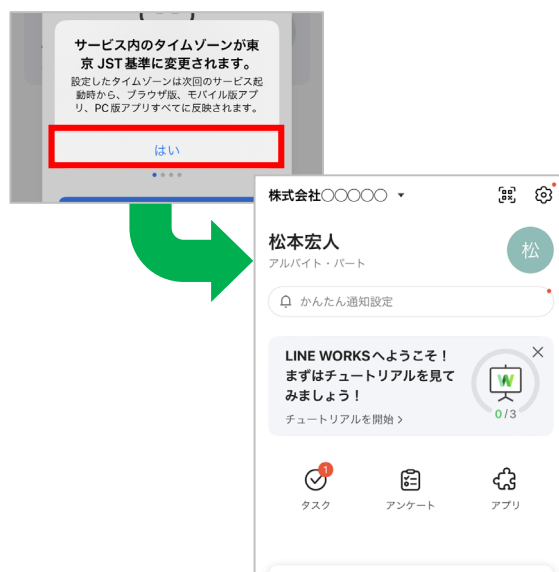 サービス内のタイムゾーンが東
京 JST 基準に変更されます。
設定したタイムゾーンは次回のサービス起
動時から、ブラウザ版、モバイル版アプ
リ、PC 版アプリすべてに反映されます。
はい
株式会社〇〇〇〇〇
松本宏人
アルバイト・パート
松
かんたん通知設定
LINE WORKSへようこそ！
まずはチュートリアルを見て
みましょう！
チュートリアルを開始 >
W
0/3
1
タスク
アンケート
アプリ